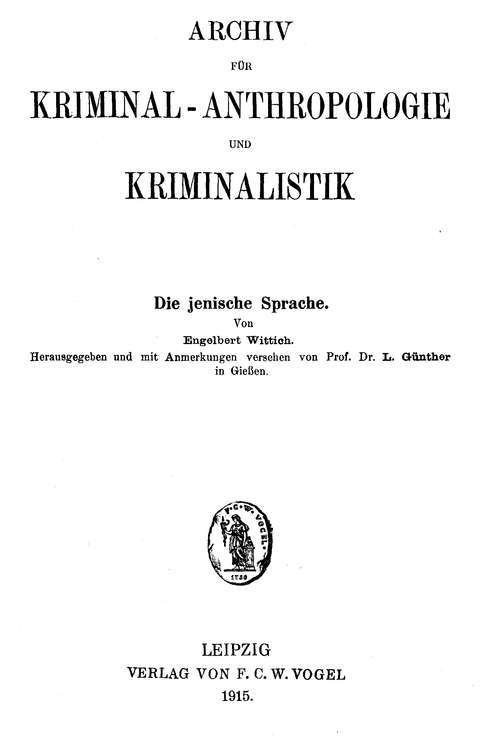 ARCHIV
FÜR
KRIMINAL - ANTHROPOLOGIE
UND
KRIMINALISTIK
Die jenische Sprache.
Von
Engelbert Wittich.
Herausgegeben und mit Anmerkungen versehen von Prof. Dr. L. Günther
in Gießen.
F. C. W. VOGEL
1730
LEIPZIG
VERLAG VON F. C. W. VOGEL
1915.